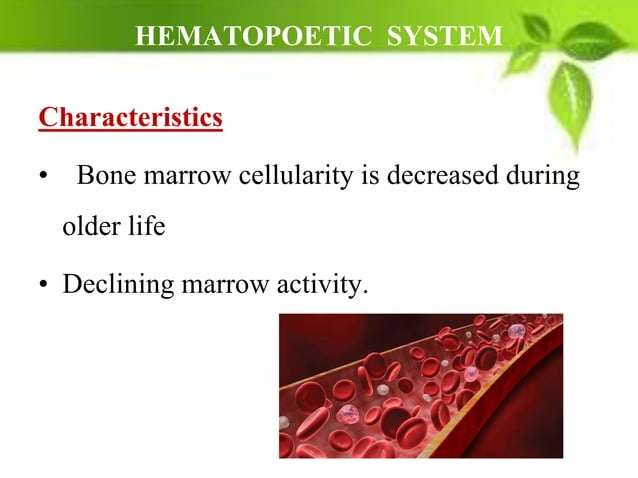 HEMATOPOETIC SYSTEM
Characteristics
• Bone marrow cellularity is decreased during
older life
• Declining marrow activity.